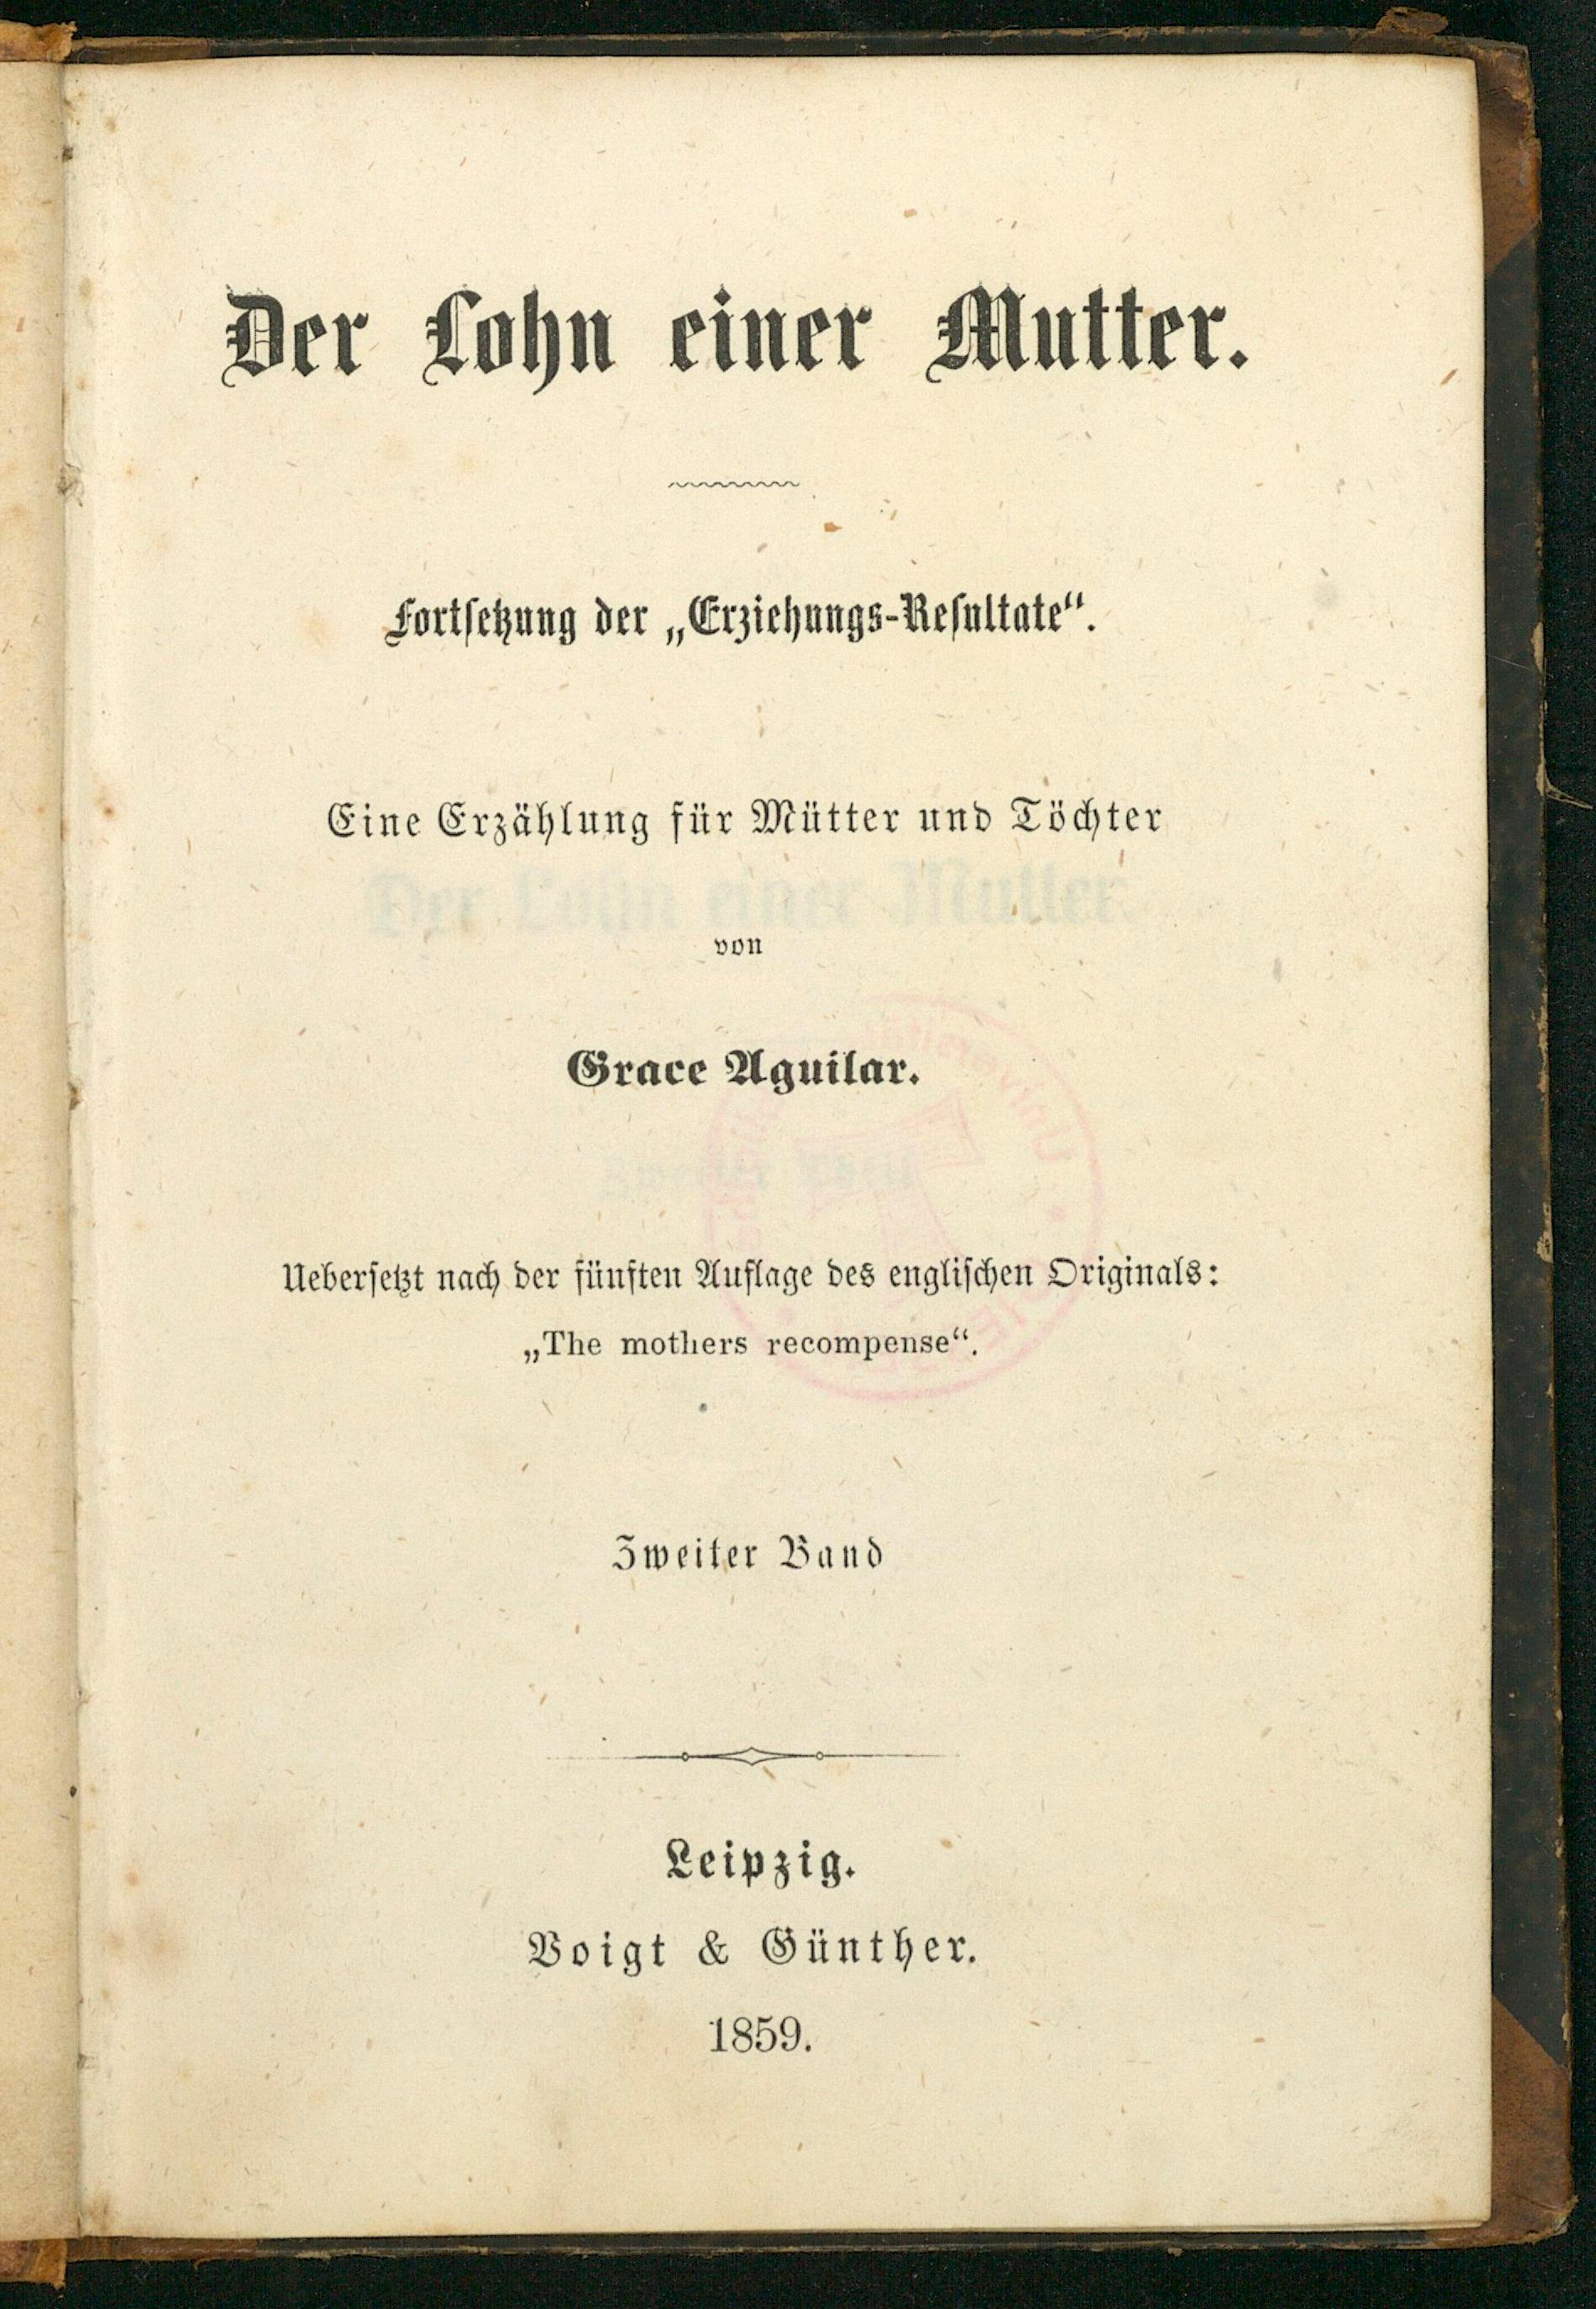 Der Lohn einer Mutter.
Fortsetzung der „Erziehungs-Resultate“.
Eine Erzählung für Mütter und Töchter
von
Grace Aguilar.
Uebersetzt nach der fünften Auflage des englischen Originals:
„The mothers recompense“.
Zweiter Band
Leipzig.
Voigt & Günther.
1859.